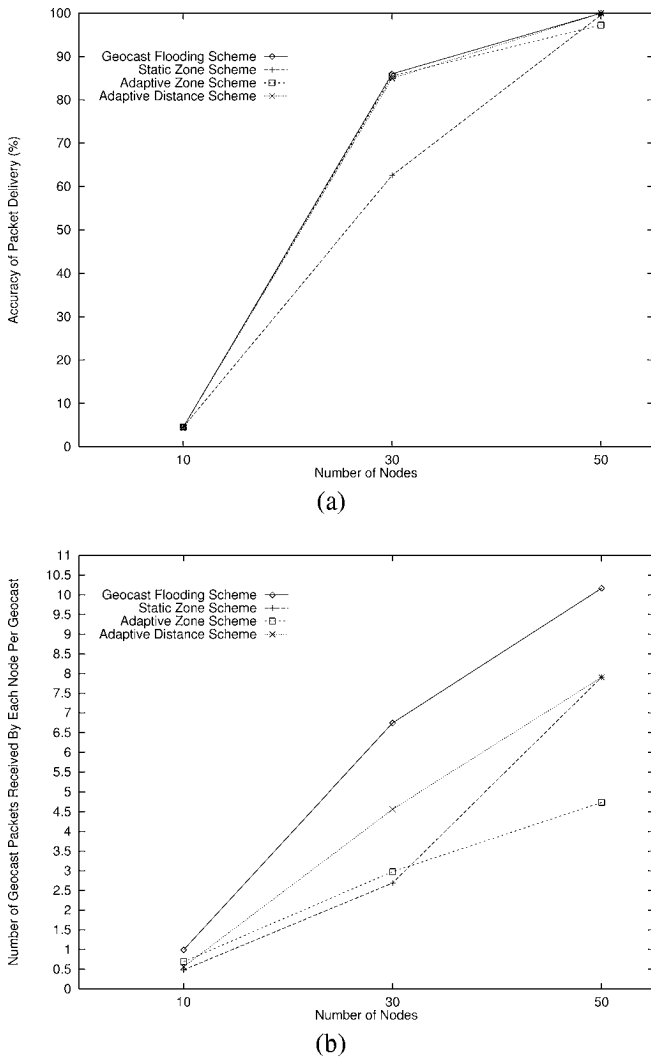 100
90
80
70
60
50
40
30
20
10
0
Accuracy of Packet Delivery (%)
Geocast Flooding Scheme
Static Zone Scheme
Adaptive Zone Scheme
Adaptive Distance Scheme
10
30
50
Number of Nodes
(a)
11
10.5
10
9.5
9
8.5
8
7.5
7
6.5
6
5.5
5
4.5
4
3.5
3
2.5
2
1.5
1
0.5
0
Number of Geocast Packets Received By Each Node Per Geocast
Geocast Flooding Scheme
Static Zone Scheme
Adaptive Zone Scheme
Adaptive Distance Scheme
10
30
50
Number of Nodes
(b)